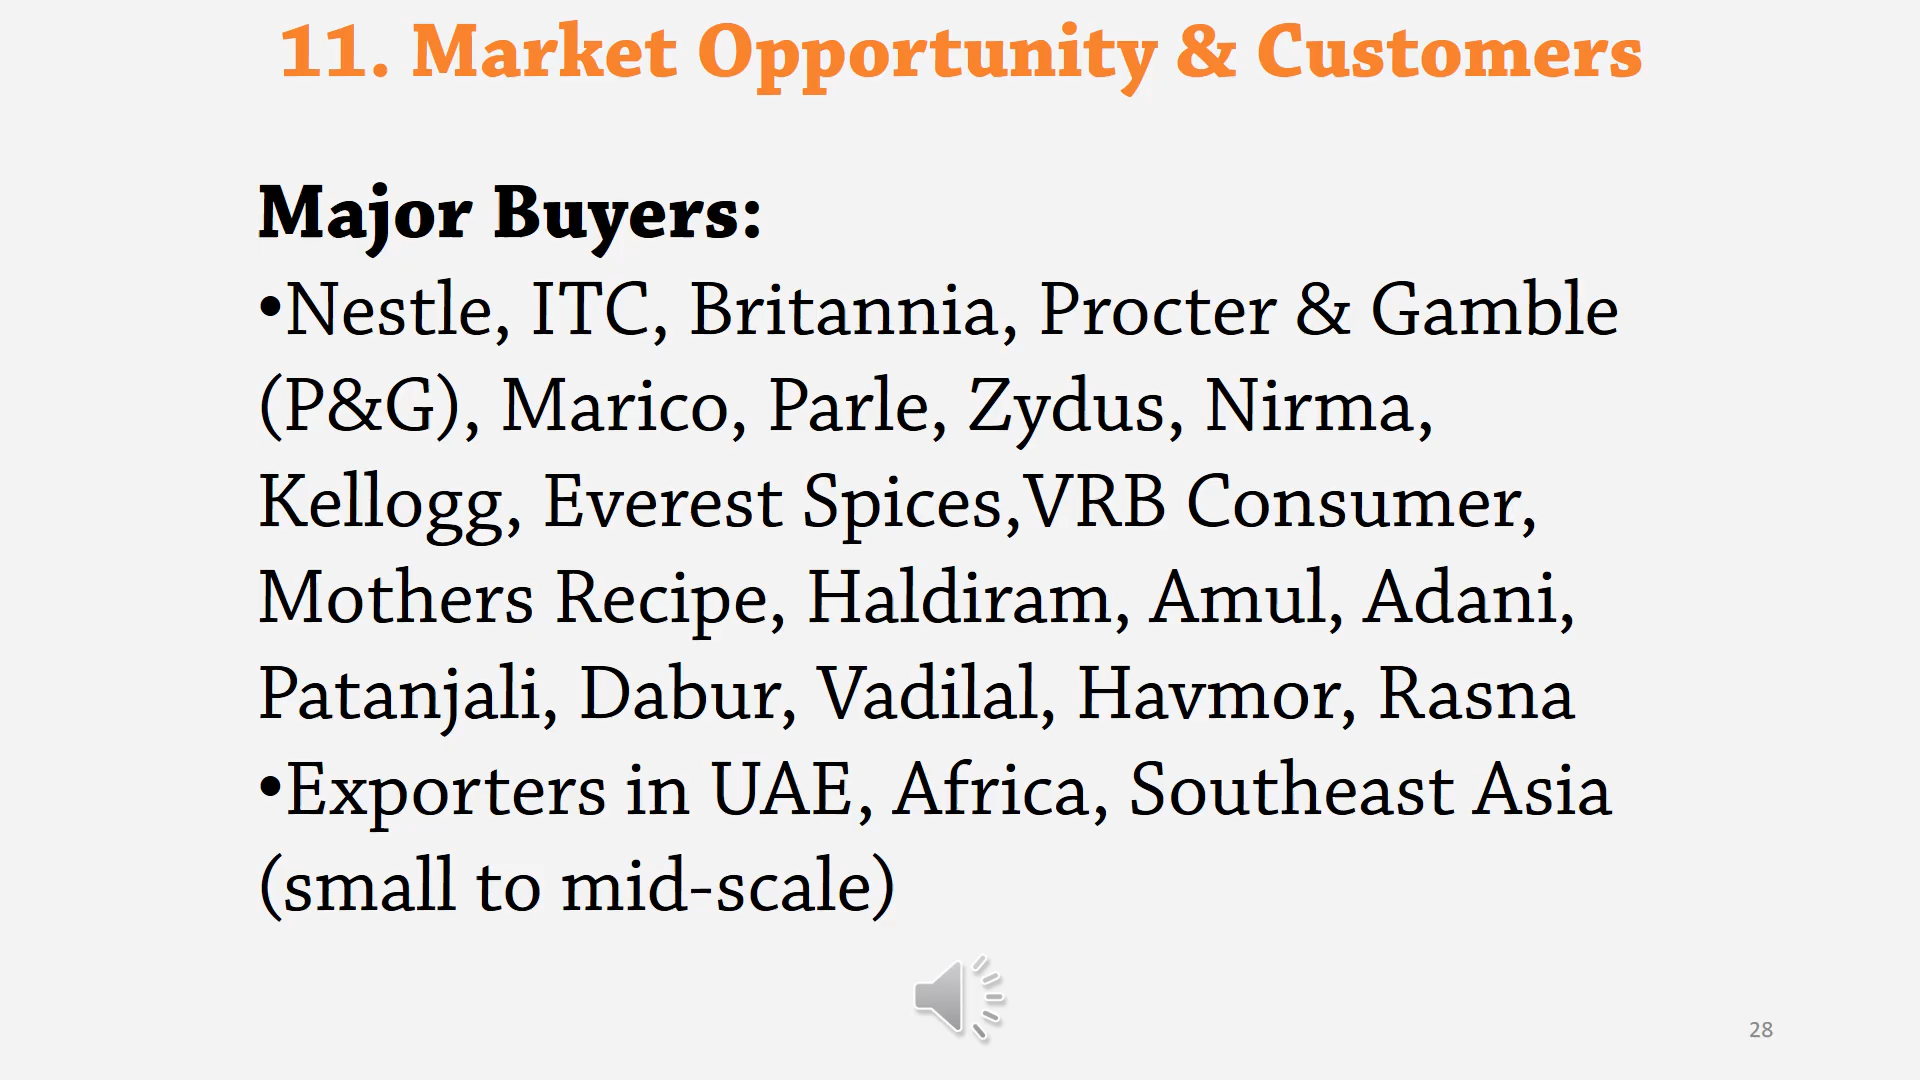 11. Market Opportunity & Customers
Major Buyers:
•Nestle, ITC, Britannia, Procter & Gamble
(P&G), Marico, Parle, Zydus, Nirma,
Kellogg, Everest Spices,VRB Consumer,
Mothers Recipe, Haldiram, Amul, Adani,
Patanjali, Dabur, Vadilal, Havmor, Rasna
•Exporters in UAE, Africa, Southeast Asia
(small to mid-scale)
28